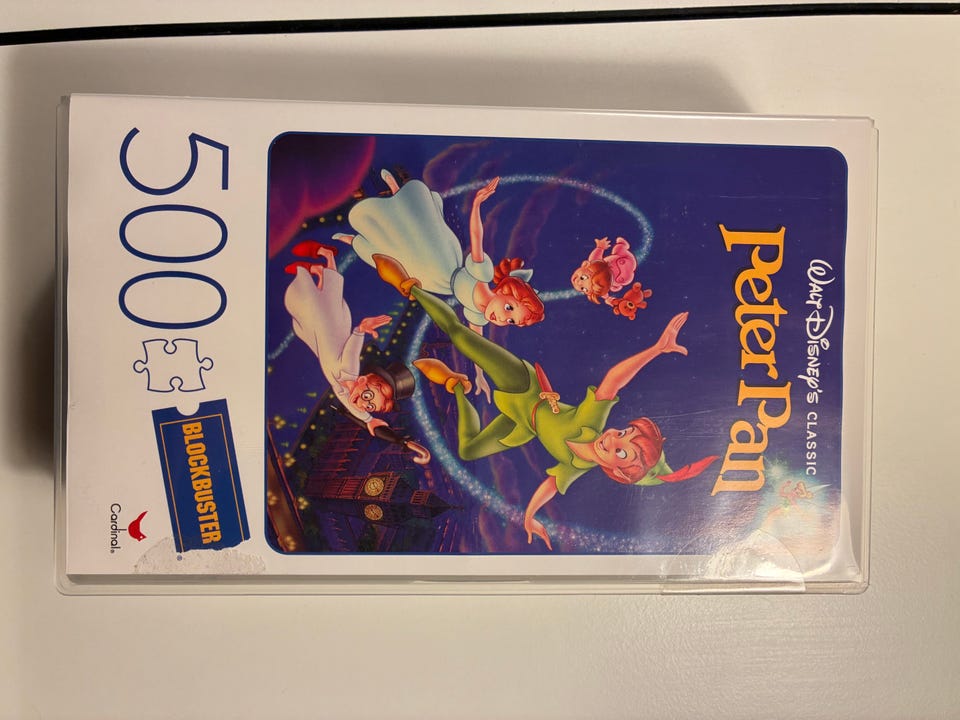 WALT DISNEY'S CLASSIC
Peter Pan
500
BLOCKBUSTER®
Cardinal®